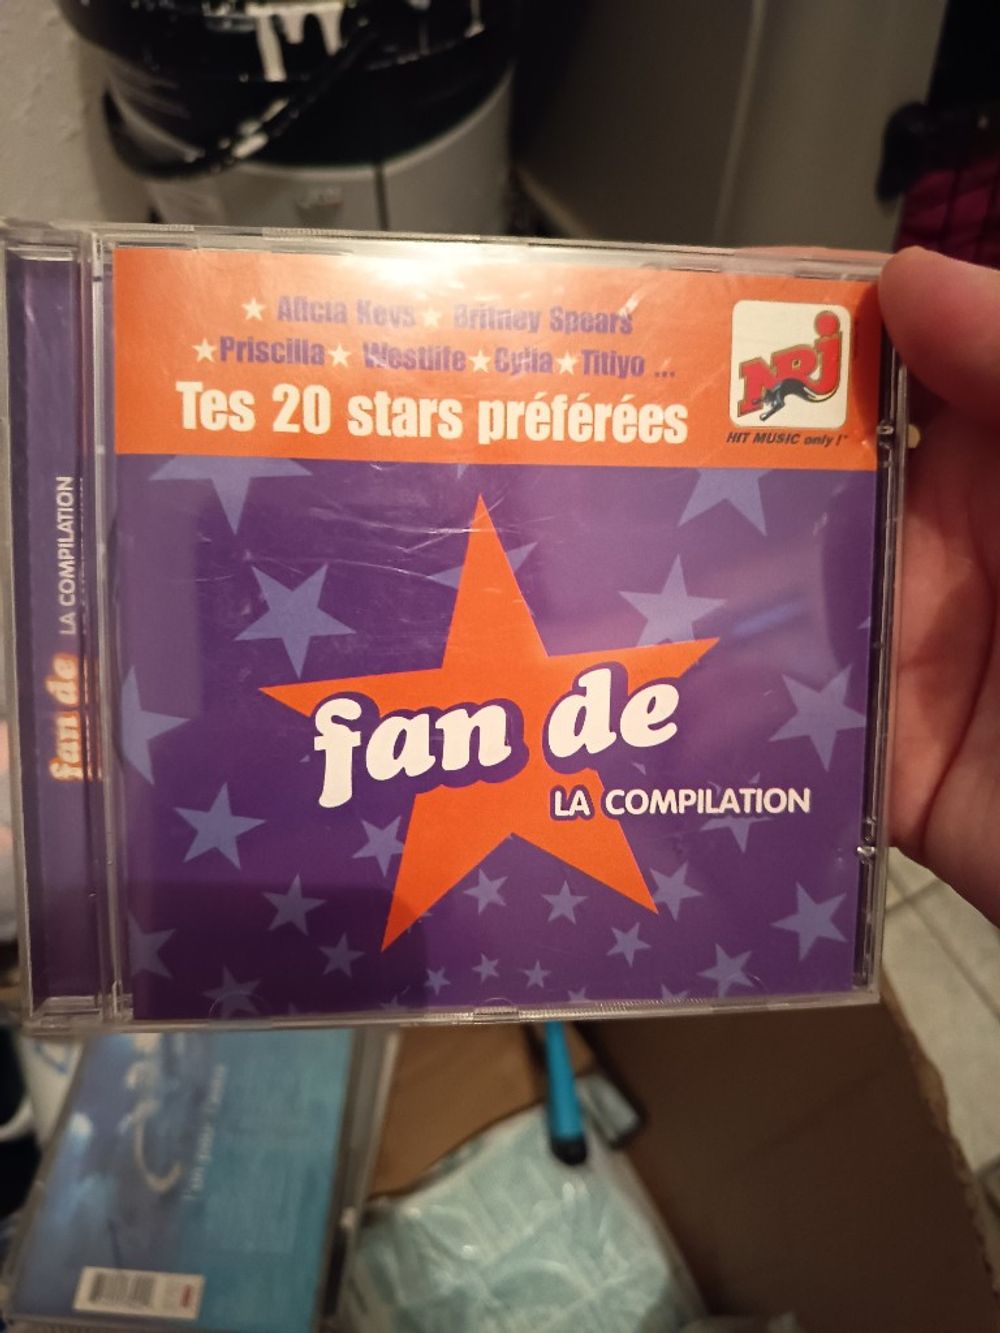 ★ Alicia Keys ★ Britney Spears
★ Priscilla ★ Westlife ★ Cylia ★ Titiyo ...
Tes 20 stars préférées
NRJ
HIT MUSIC only !
fan de
LA COMPILATION
fan de LA COMPILATION